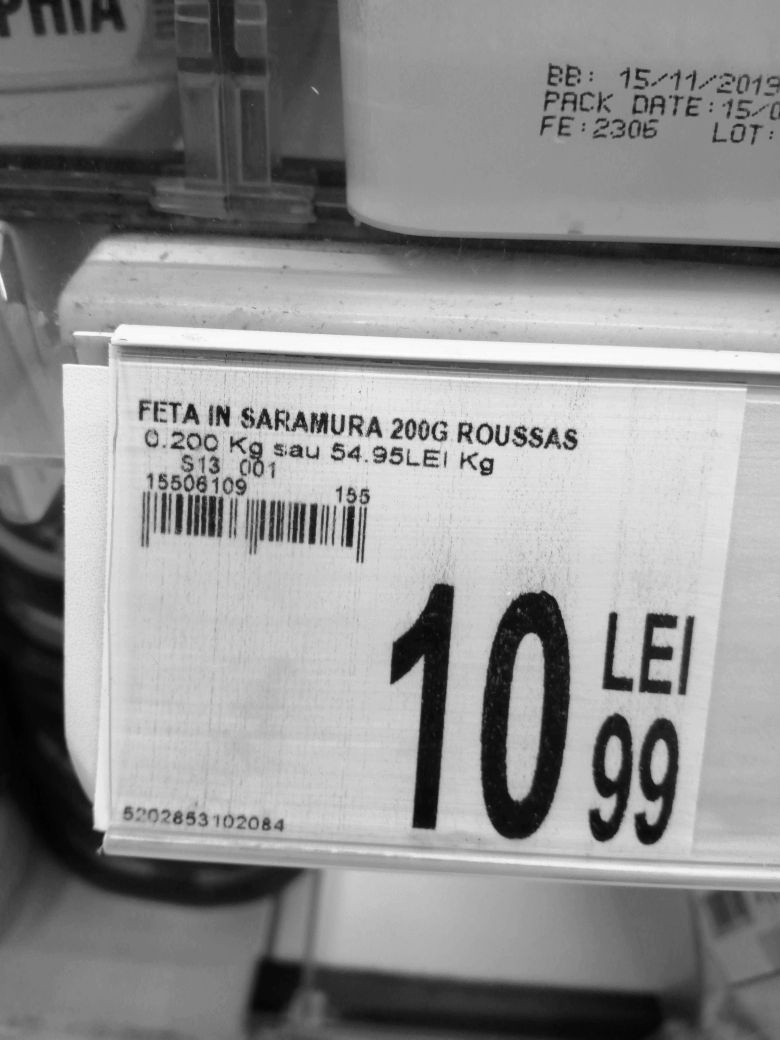 PHIA
BB: 15/11/2019
PACK DATE:15/0
FE:2306 LOT:
FETA IN SARAMURA 200G ROUSSAS
0.200 Kg sau 54.95LEI Kg
S13 001
15506109 155
10 LEI
99
5202853102084